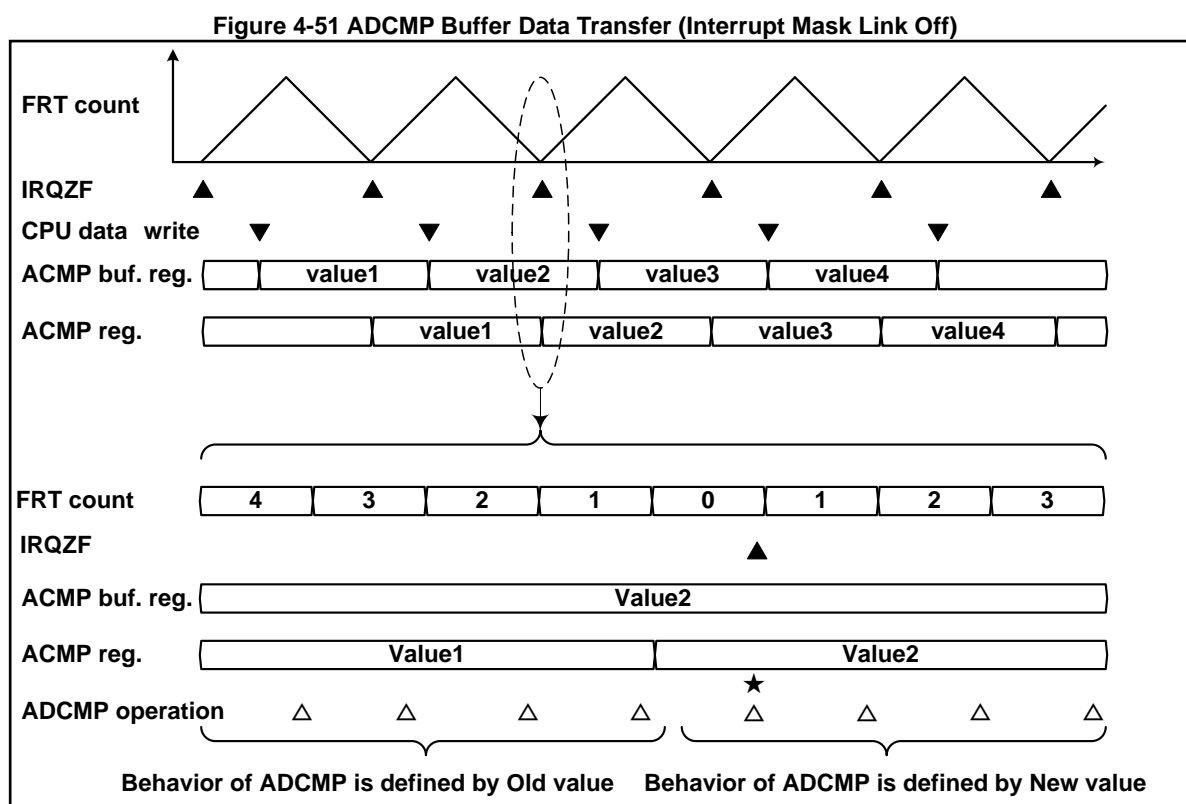 Figure 4-51 ADCMP Buffer Data Transfer (Interrupt Mask Link Off)
FRT count
IRQZF
CPU data write
ACMP buf. reg. value1 value2 value3 value4
ACMP reg. value1 value2 value3 value4
FRT count 4 3 2 1 0 1 2 3
IRQZF
ACMP buf. reg. Value2
ACMP reg. Value1 Value2
ADCMP operation
Behavior of ADCMP is defined by Old value Behavior of ADCMP is defined by New value